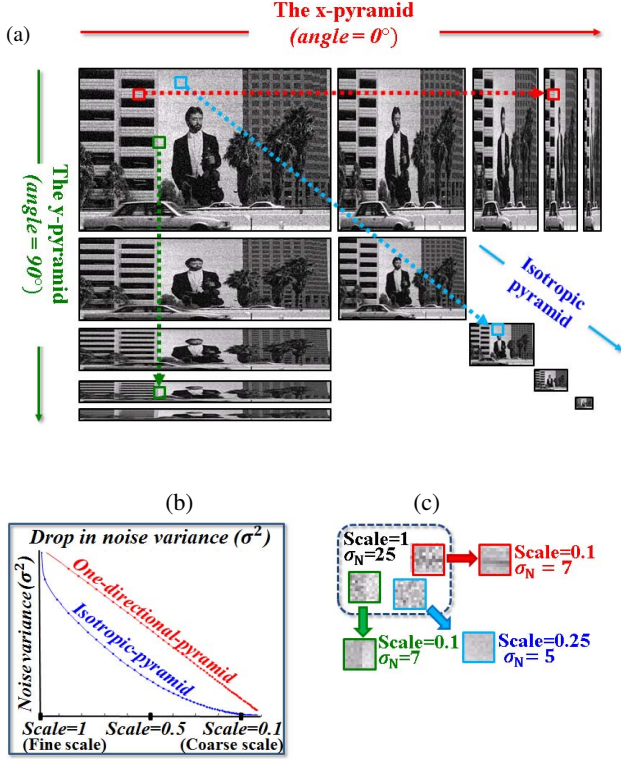 The x-pyramid
(angle = 0°)
(a)
The y-pyramid
(angle = 90°)
Isotropic
pyramid
(b)
(c)
Drop in noise variance (σ²)
Noise variance (σ²)
One-directional-pyramid
Isotropic-pyramid
Scale=1 Scale=0.5 Scale=0.1
(Fine scale) (Coarse scale)
Scale=1
σN=25
Scale=0.1
σN = 7
Scale=0.1
σN=7
Scale=0.25
σN = 5